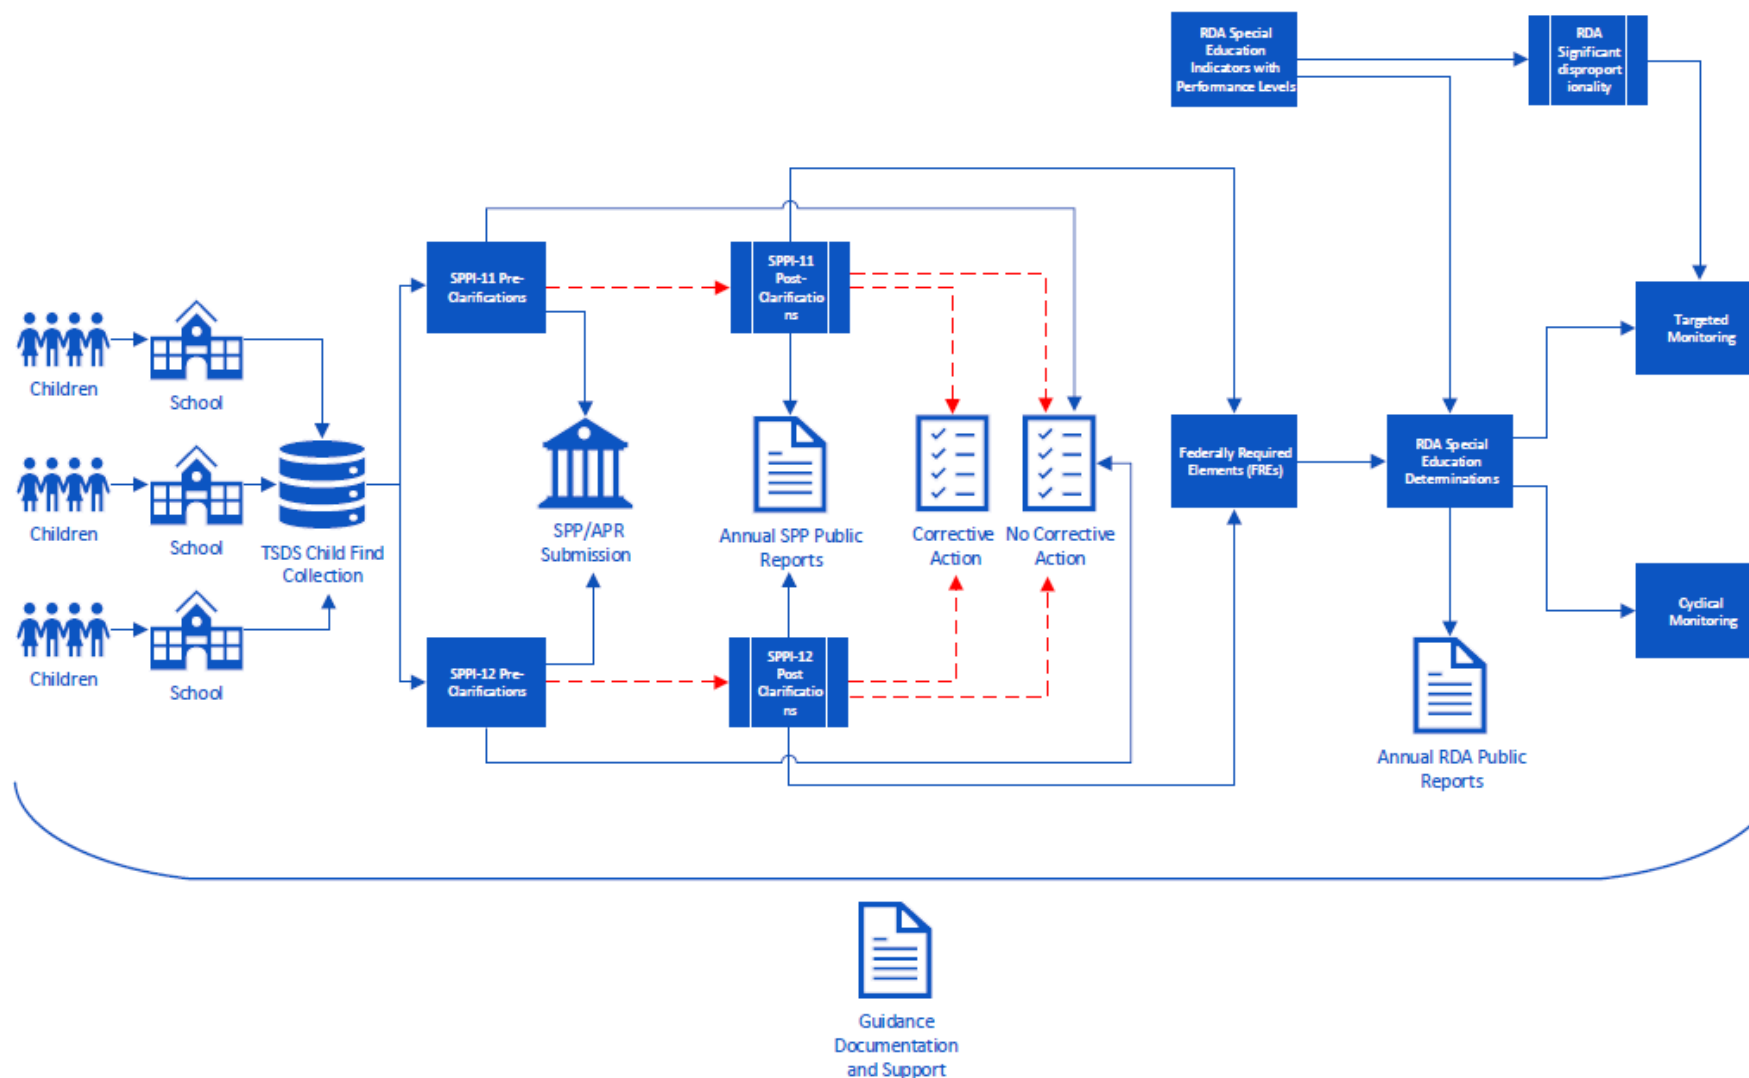 RDA Special
Education
Indicators with
Performance Levels
RDA
Significant
disproport
ionality
SPPI-11 Pre-
Clarifications
SPPI-11
Post-
Clarificatio
ns
Targeted
Monitoring
Children
School
Children
School
Children
School
TSDS Child Find
Collection
SPP/APR
Submission
Annual SPP Public
Reports
Corrective
Action
No Corrective
Action
Federally Required
Elements (FREs)
RDA Special
Education
Determinations
Cyclical
Monitoring
SPPI-12 Pre-
Clarifications
SPPI-12
Post
Clarificatio
ns
Annual RDA Public
Reports
Guidance
Documentation
and Support